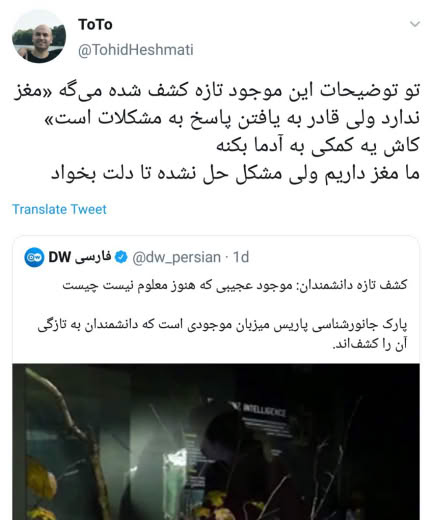 ToTo
@TohidHeshmati
تو توضیحات این موجود تازه کشف شده می‌گه «مغز
ندارد ولی قادر به یافتن پاسخ به مشکلات است»
کاش یه کمکی به آدما بکنه
ما مغز داریم ولی مشکل حل نشده تا دلت بخواد
Translate Tweet
DW فارسی @dw_persian · 1d
کشف تازه دانشمندان: موجود عجیبی که هنوز معلوم نیست چیست
پارک جانورشناسی پاریس میزبان موجودی است که دانشمندان به تازگی
آن را کشف‌اند.
INTELLIGENCE